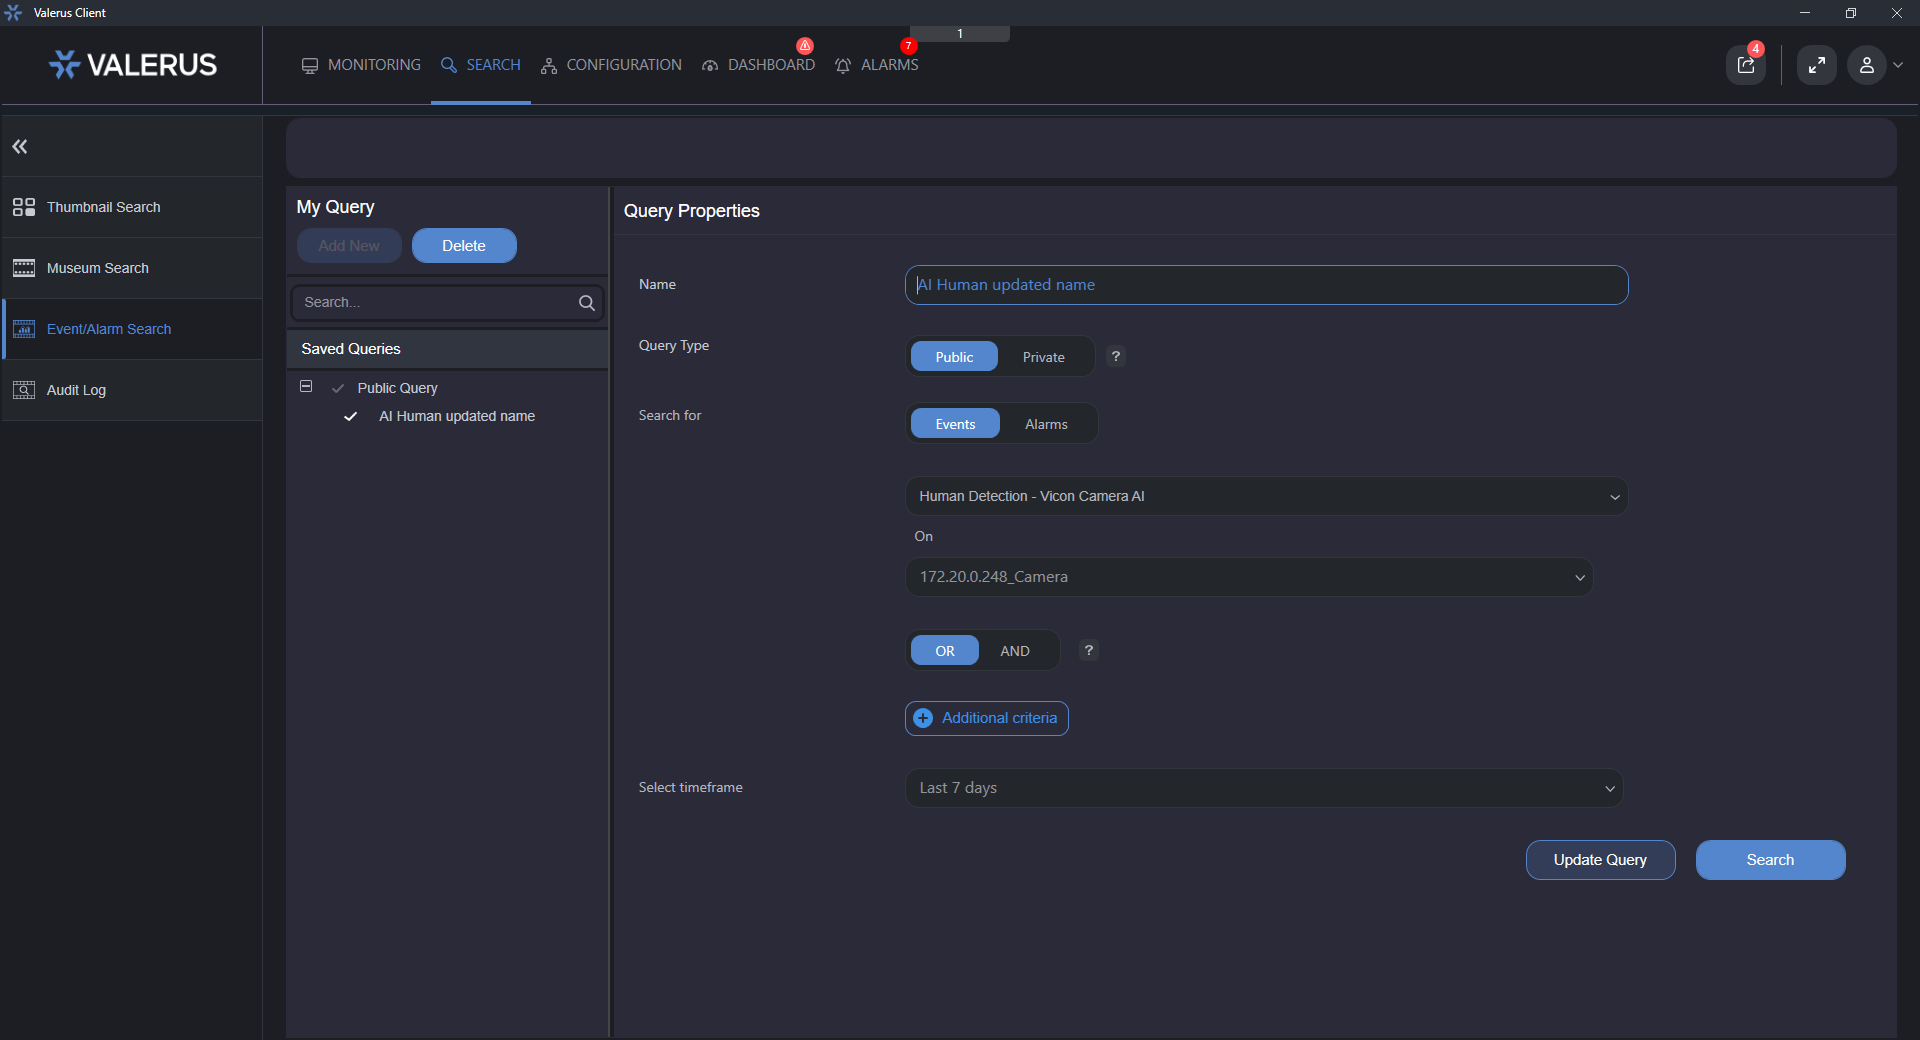 Valerus Client
1
VALERUS
MONITORING
SEARCH
CONFIGURATION
DASHBOARD
7
ALARMS
4
Thumbnail Search
Museum Search
Event/Alarm Search
Audit Log
My Query
Add New
Delete
Search...
Saved Queries
Public Query
AI Human updated name
Query Properties
Name
AI Human updated name
Query Type
Public
Private
?
Search for
Events
Alarms
Human Detection - Vicon Camera AI
On
172.20.0.248_Camera
OR
AND
?
Additional criteria
Select timeframe
Last 7 days
Update Query
Search